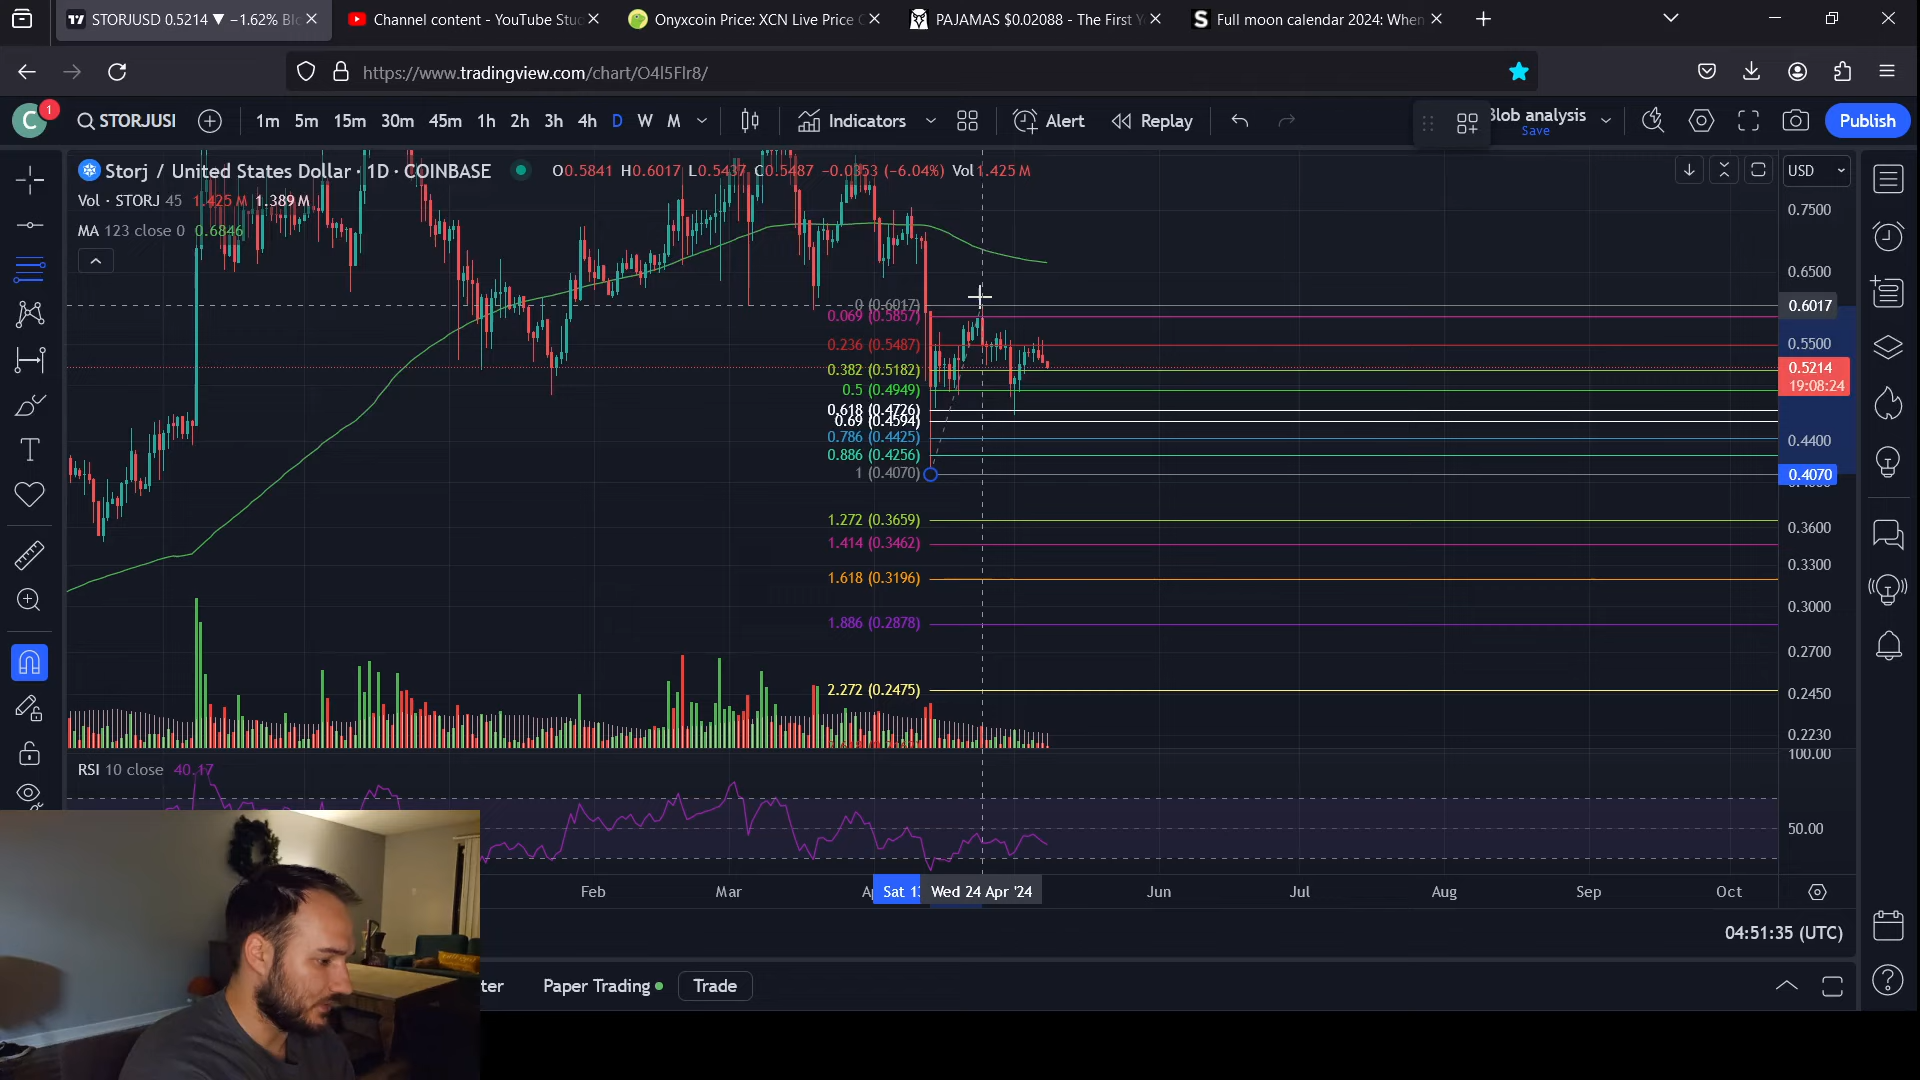 STORJUSD 0.5214 ▼ −1.62% Bl
Channel content - YouTube Stu
Onyxcoin Price: XCN Live Price
PAJAMAS $0.02088 - The First Y
Full moon calendar 2024: When
https://www.tradingview.com/chart/O4l5FIr8/
C 1
STORJUSI
1m 5m 15m 30m 45m 1h 2h 3h 4h D W M
Indicators
Alert
Replay
Blob analysis
Save
Publish
Storj / United States Dollar · 1D · COINBASE
O0.5841 H0.6017 L0.5437 C0.5487 −0.0353 (−6.04%) Vol 1.425 M
USD
Vol · STORJ 45 1.425 M 1.389 M
MA 123 close 0 0.6846
0.7500
0.6500
0 (0.6017)
0.6017
0.069 (0.5857)
0.236 (0.5487)
0.5500
0.382 (0.5182)
0.5214
19:08:24
0.5 (0.4949)
0.618 (0.4726)
0.69 (0.4594)
0.786 (0.4425)
0.4400
0.886 (0.4256)
1 (0.4070)
0.4070
1.272 (0.3659)
0.3600
1.414 (0.3462)
0.3300
1.618 (0.3196)
0.3000
1.886 (0.2878)
0.2700
2.272 (0.2475)
0.2450
0.2230
100.00
RSI 10 close 40.17
50.00
Feb Mar
Sat 13
Wed 24 Apr '24
Jun Jul Aug Sep Oct
04:51:35 (UTC)
ter
Paper Trading
Trade